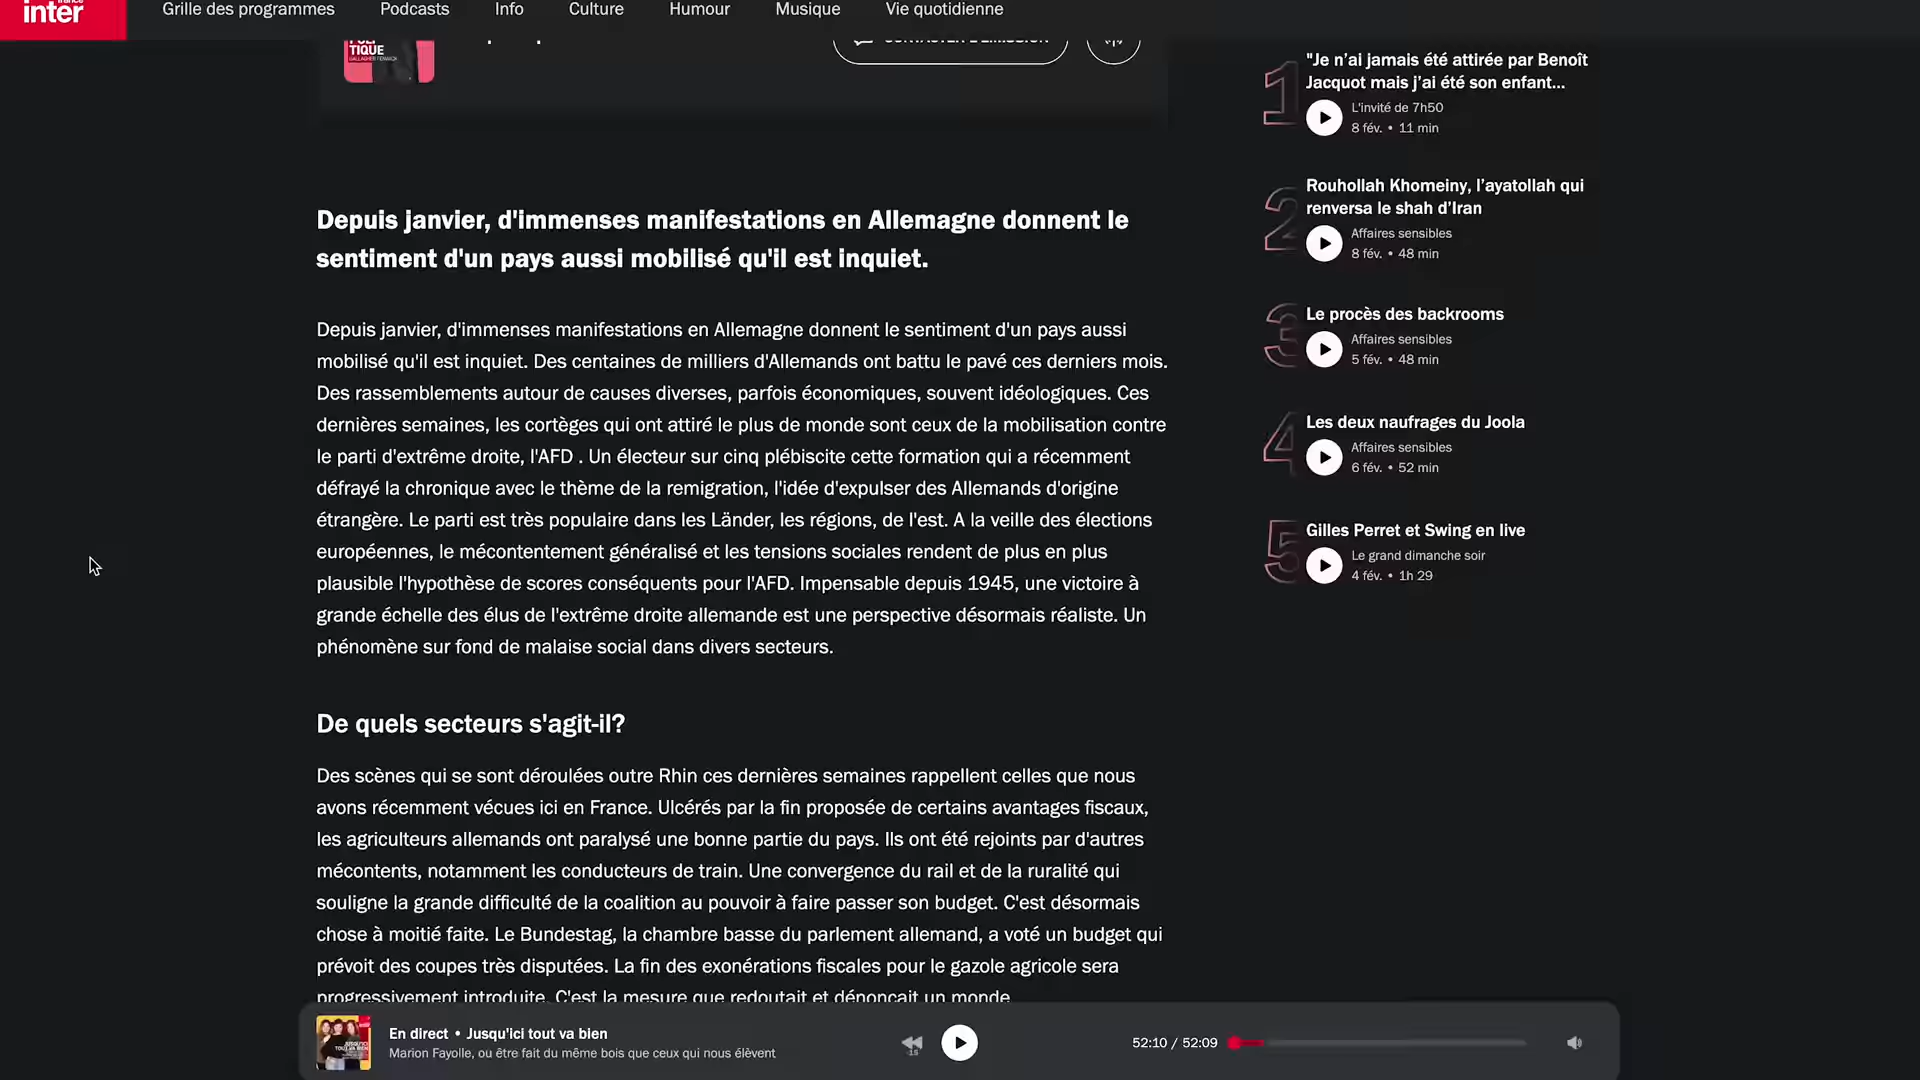 inter
Grille des programmes
Podcasts
Info
Culture
Humour
Musique
Vie quotidienne
TIQUE
"Je n’ai jamais été attirée par Benoît
Jacquot mais j’ai été son enfant...
L'invité de 7h50
8 fév. • 11 min
Rouhollah Khomeiny, l’ayatollah qui
renversa le shah d’Iran
Affaires sensibles
8 fév. • 48 min
Le procès des backrooms
Affaires sensibles
5 fév. • 48 min
Les deux naufrages du Joola
Affaires sensibles
6 fév. • 52 min
Gilles Perret et Swing en live
Le grand dimanche soir
4 fév. • 1h 29
1
2
3
4
5
Depuis janvier, d'immenses manifestations en Allemagne donnent le
sentiment d'un pays aussi mobilisé qu'il est inquiet.
Depuis janvier, d'immenses manifestations en Allemagne donnent le sentiment d'un pays aussi
mobilisé qu'il est inquiet. Des centaines de milliers d'Allemands ont battu le pavé ces derniers mois.
Des rassemblements autour de causes diverses, parfois économiques, souvent idéologiques. Ces
dernières semaines, les cortèges qui ont attiré le plus de monde sont ceux de la mobilisation contre
le parti d'extrême droite, l'AFD . Un électeur sur cinq plébiscite cette formation qui a récemment
défrayé la chronique avec le thème de la remigration, l'idée d'expulser des Allemands d'origine
étrangère. Le parti est très populaire dans les Länder, les régions, de l'est. A la veille des élections
européennes, le mécontentement généralisé et les tensions sociales rendent de plus en plus
plausible l'hypothèse de scores conséquents pour l'AFD. Impensable depuis 1945, une victoire à
grande échelle des élus de l'extrême droite allemande est une perspective désormais réaliste. Un
phénomène sur fond de malaise social dans divers secteurs.
De quels secteurs s'agit-il?
Des scènes qui se sont déroulées outre Rhin ces dernières semaines rappellent celles que nous
avons récemment vécues ici en France. Ulcérés par la fin proposée de certains avantages fiscaux,
les agriculteurs allemands ont paralysé une bonne partie du pays. Ils ont été rejoints par d'autres
mécontents, notamment les conducteurs de train. Une convergence du rail et de la ruralité qui
souligne la grande difficulté de la coalition au pouvoir à faire passer son budget. C'est désormais
chose à moitié faite. Le Bundestag, la chambre basse du parlement allemand, a voté un budget qui
prévoit des coupes très disputées. La fin des exonérations fiscales pour le gazole agricole sera
progressivement introduite. C'est la mesure que redoutait et dénonçait un monde
En direct • Jusqu'ici tout va bien
Marion Fayolle, ou être fait du même bois que ceux qui nous élèvent
15
52:10 / 52:09